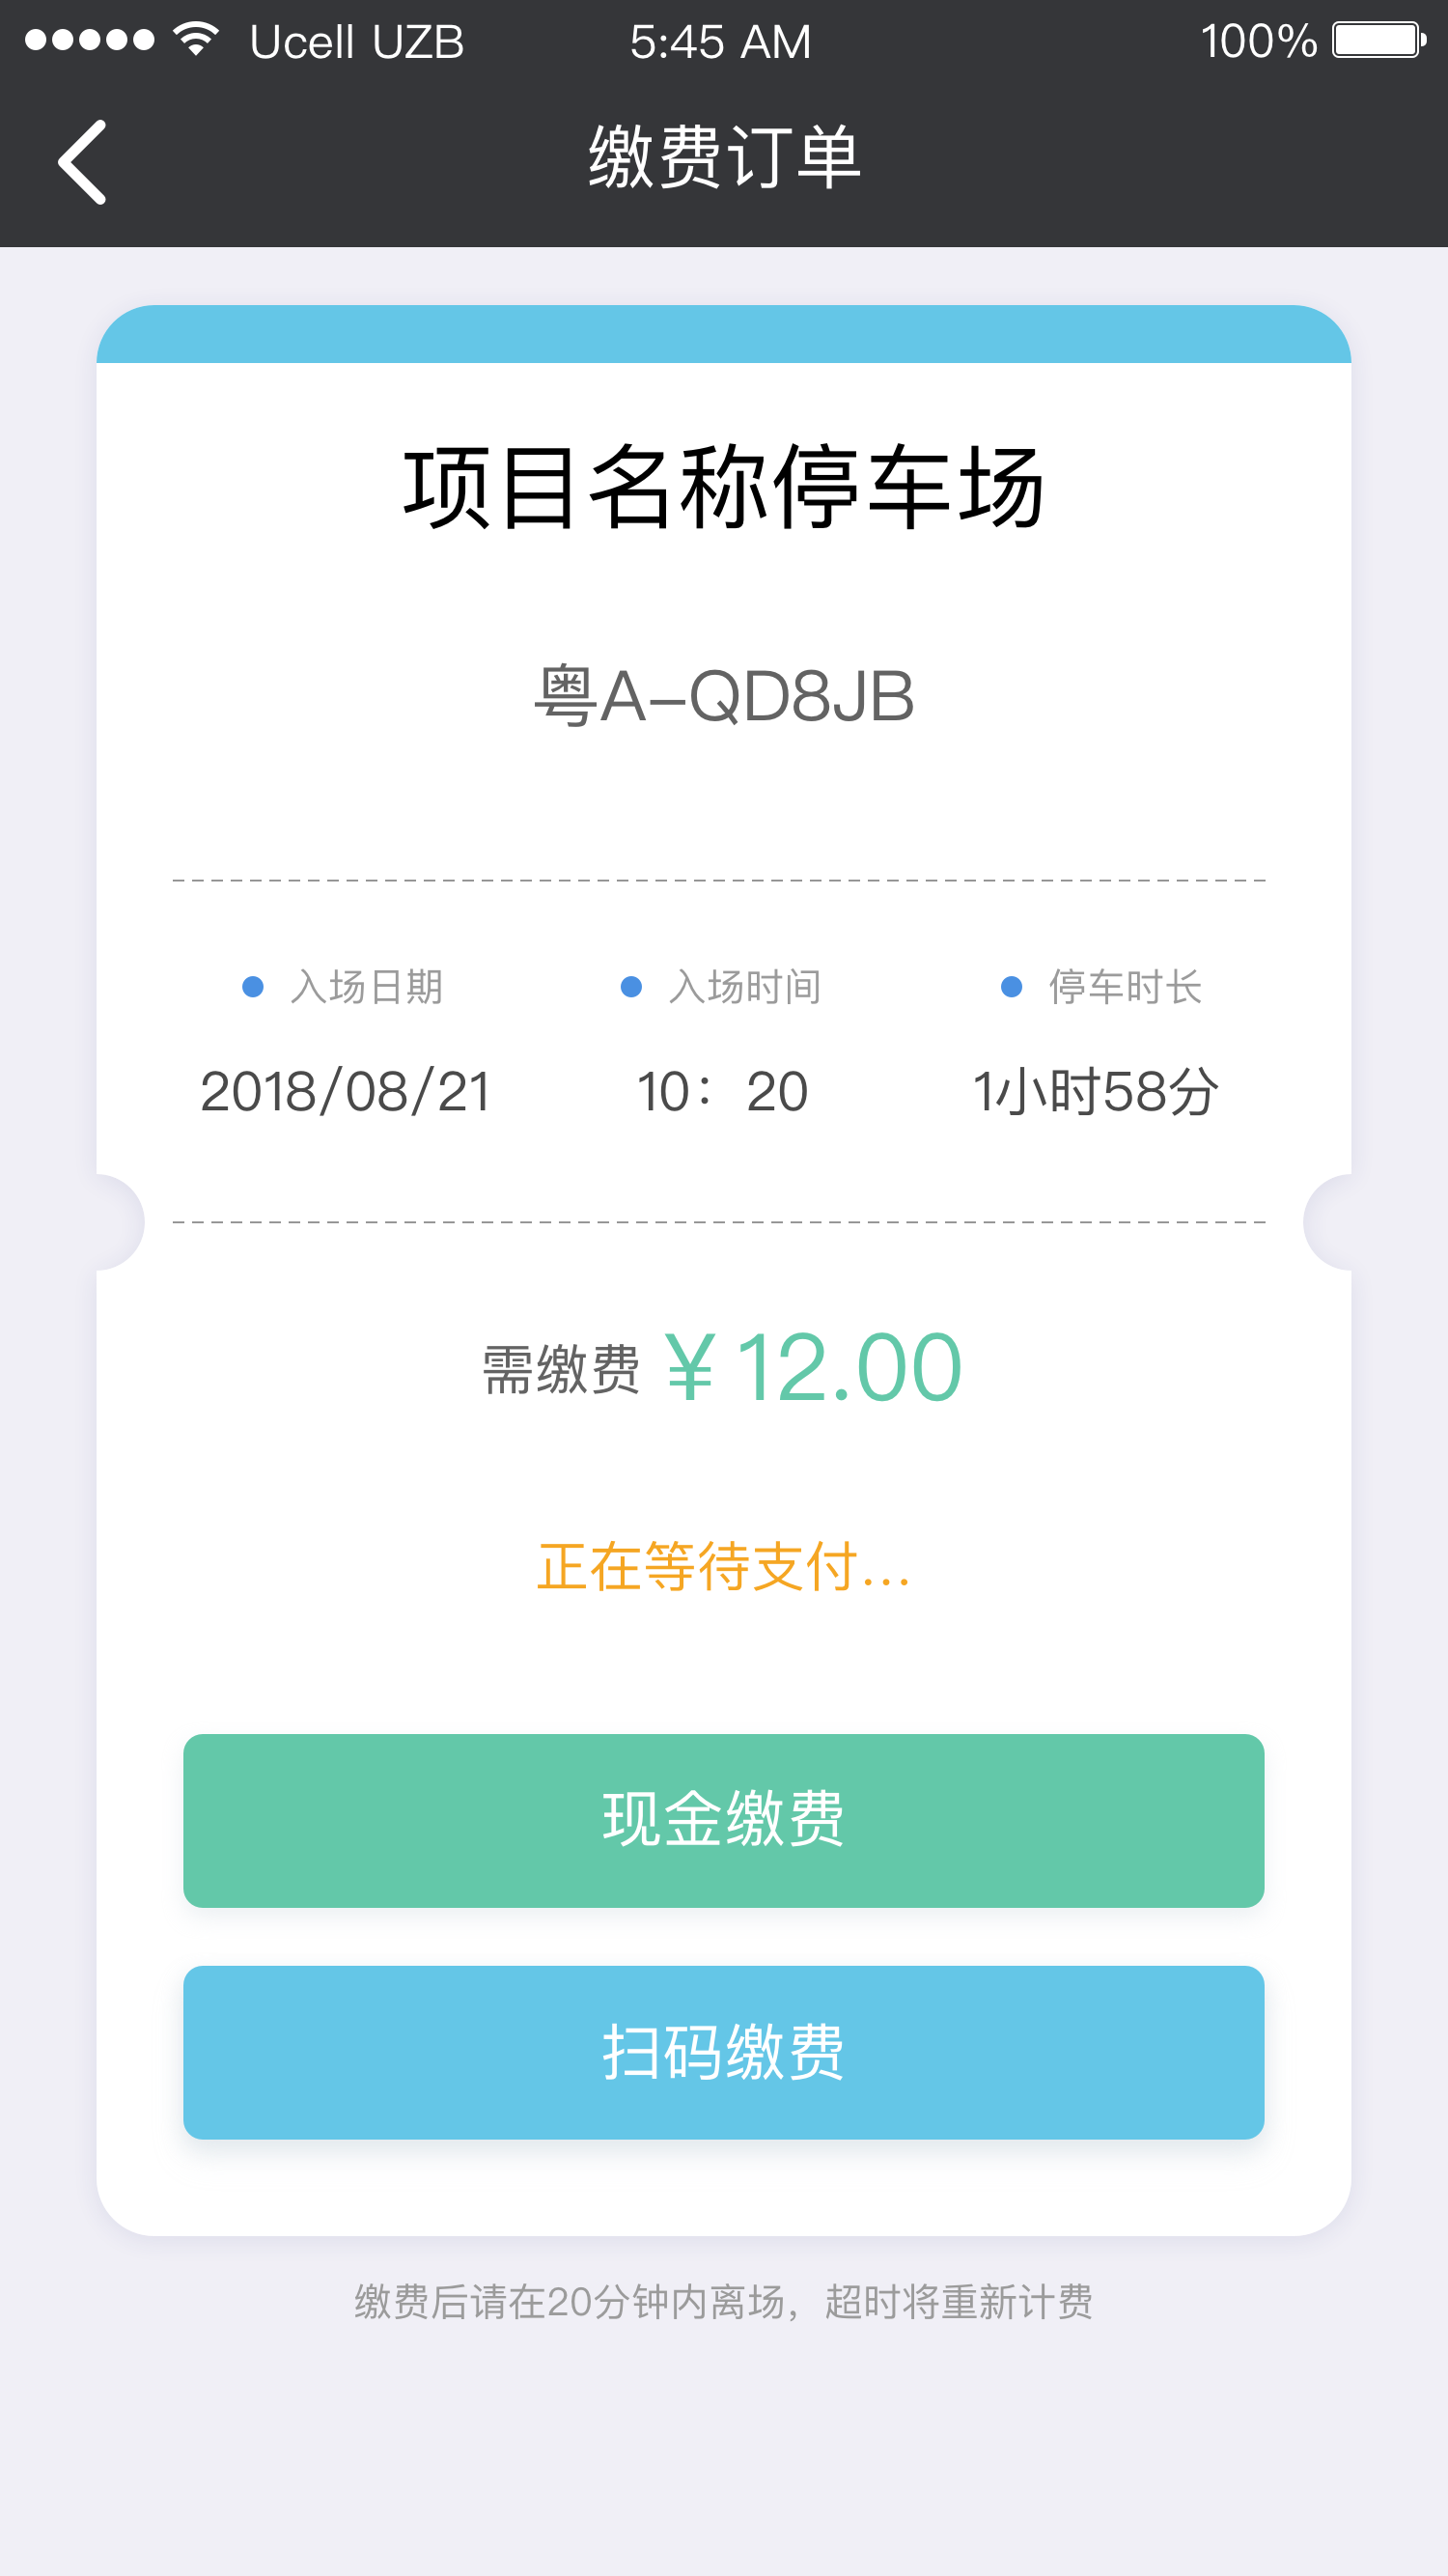 Ucell UZB 5:45 AM 100%
缴费订单
项目名称停车场
粤A-QD8JB
入场日期 入场时间 停车时长
2018/08/21 10：20 1小时58分
需缴费 ¥12.00
正在等待支付...
现金缴费
扫码缴费
缴费后请在20分钟内离场，超时将重新计费